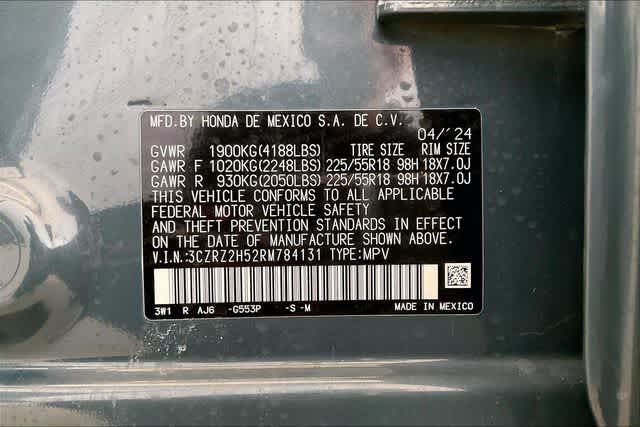 MFD.BY HONDA DE MEXICO S.A. DE C.V.
04/'24
GVWR 1900KG(4188LBS) TIRE SIZE RIM SIZE
GAWR F 1020KG(2248LBS) 225/55R18 98H 18X7.0J
GAWR R 930KG(2050LBS) 225/55R18 98H 18X7.0J
THIS VEHICLE CONFORMS TO ALL APPLICABLE
FEDERAL MOTOR VEHICLE SAFETY
AND THEFT PREVENTION STANDARDS IN EFFECT
ON THE DATE OF MANUFACTURE SHOWN ABOVE.
V.I.N.:3CZRZ2H52RM784131 TYPE:MPV
3W1 R AJ6 -G553P -S -M MADE IN MEXICO